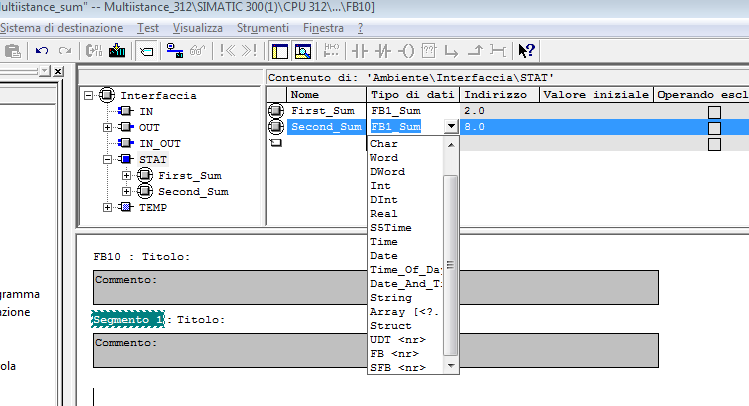 Multiistance_sum" -- Multiistance_312\SIMATIC 300(1)\CPU 312\...\FB10]
Sistema di destinazione Test Visualizza Strumenti Finestra ?
Contenuto di: 'Ambiente\Interfaccia\STAT'
Nome Tipo di dati Indirizzo Valore iniziale Operando escl
First_Sum FB1_Sum 2.0
Second_Sum FB1_Sum 8.0
Interfaccia
IN
OUT
IN_OUT
STAT
First_Sum
Second_Sum
TEMP
Char
Word
DWord
Int
DInt
Real
S5Time
Time
Date
Time_Of_Day
Date_And_T
String
Array [<?.
Struct
UDT <nr>
FB <nr>
SFB <nr>
FB10 : Titolo:
Commento:
Segmento 1: Titolo:
Commento:
gramma
zione
ola